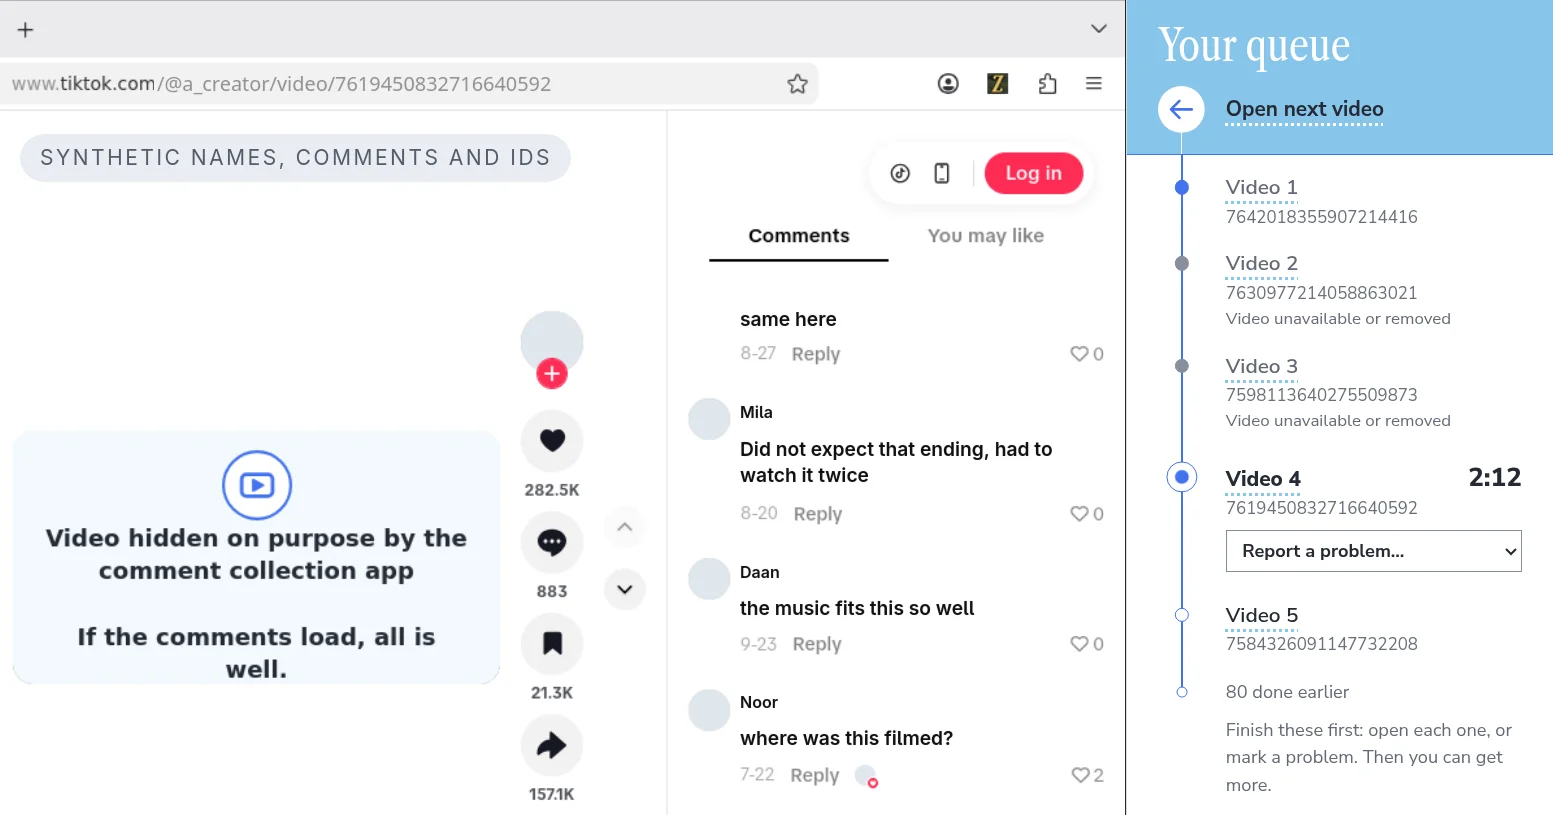 www.tiktok.com/@a_creator/video/7619450832716640592
SYNTHETIC NAMES, COMMENTS AND IDS
Video hidden on purpose by the
comment collection app
If the comments load, all is
well.
282.5K
883
21.3K
157.1K
Log in
Comments
You may like
same here
8-27 Reply 0
Mila
Did not expect that ending, had to
watch it twice
8-20 Reply 0
Daan
the music fits this so well
9-23 Reply 0
Noor
where was this filmed?
7-22 Reply 2
Your queue
Open next video
Video 1
7642018355907214416
Video 2
7630977214058863021
Video unavailable or removed
Video 3
7598113640275509873
Video unavailable or removed
Video 4 2:12
7619450832716640592
Report a problem...
Video 5
7584326091147732208
80 done earlier
Finish these first: open each one, or
mark a problem. Then you can get
more.